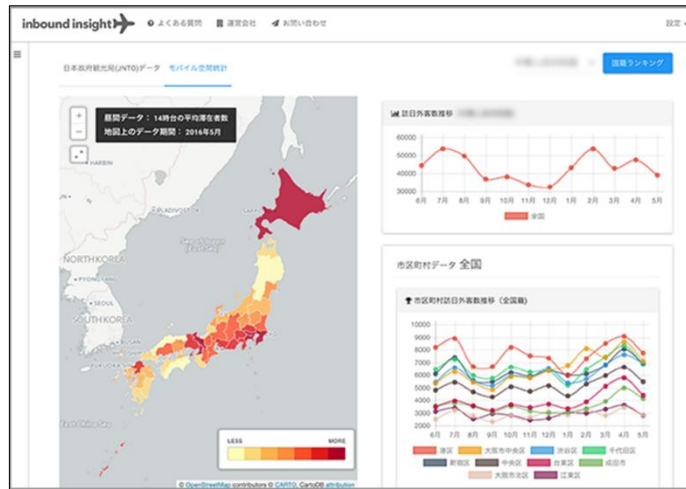 inbound insight
よくある質問
運営会社
お問い合わせ
設定
日本政府観光局(JNTO)データ
モバイル空間統計
国籍ランキング
昼間データ： 14時台の平均滞在者数
地図上のデータ期間： 2016年5月
HARBIN
VLADIVOSTOK
NORTH KOREA
PYONGYANG
SEOUL
SOUTH KOREA
BUSAN
FUKUOKA
East China Sea
LESS
MORE
© OpenStreetMap contributors © CARTO, CartoDB attribution
訪日外客数推移
60000
50000
40000
30000
6月 7月 8月 9月 10月 11月 12月 1月 2月 3月 4月 5月
全国
市区町村データ 全国
市区町村訪日外客数推移（全国籍）
10000
9000
8000
7000
6000
5000
4000
3000
2000
6月 7月 8月 9月 10月 11月 12月 1月 2月 3月 4月 5月
港区 大阪市中央区 渋谷区 千代田区
新宿区 中央区 台東区 成田市
大阪市北区 江東区